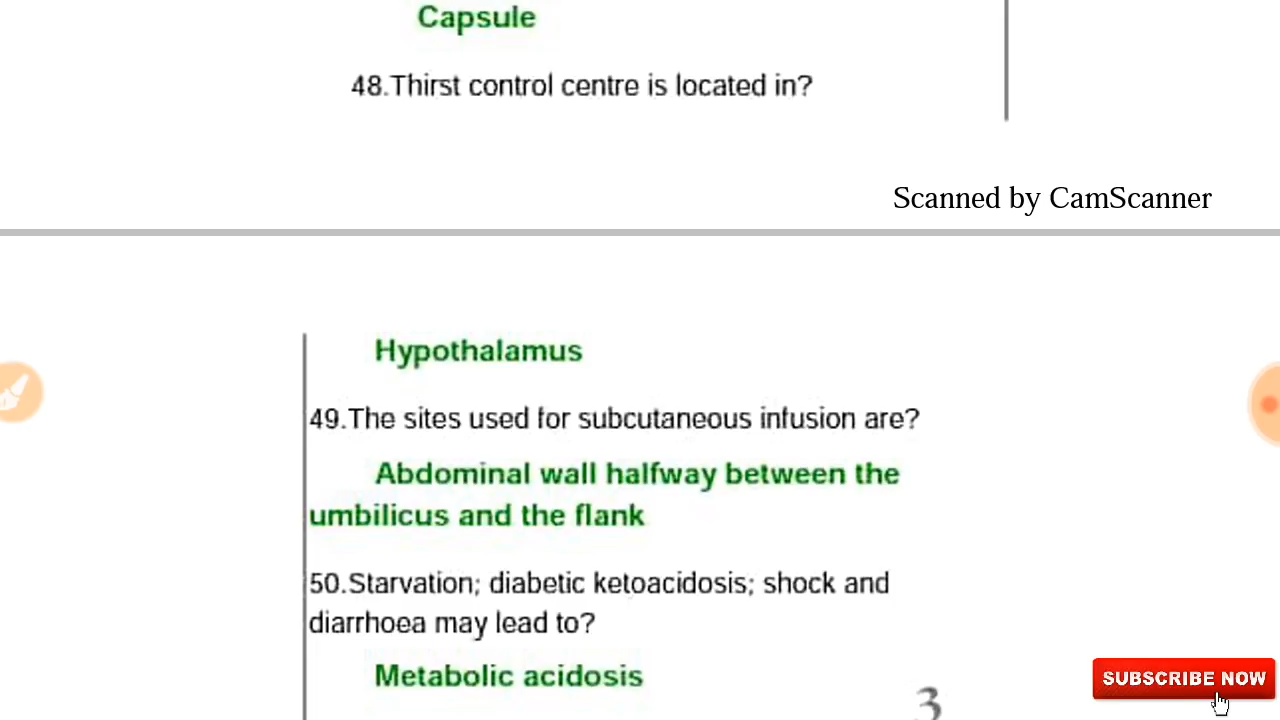 Capsule
48.Thirst control centre is located in?
Scanned by CamScanner
Hypothalamus
49.The sites used for subcutaneous infusion are?
Abdominal wall halfway between the
umbilicus and the flank
50.Starvation; diabetic ketoacidosis; shock and
diarrhoea may lead to?
Metabolic acidosis
3
SUBSCRIBE NOW